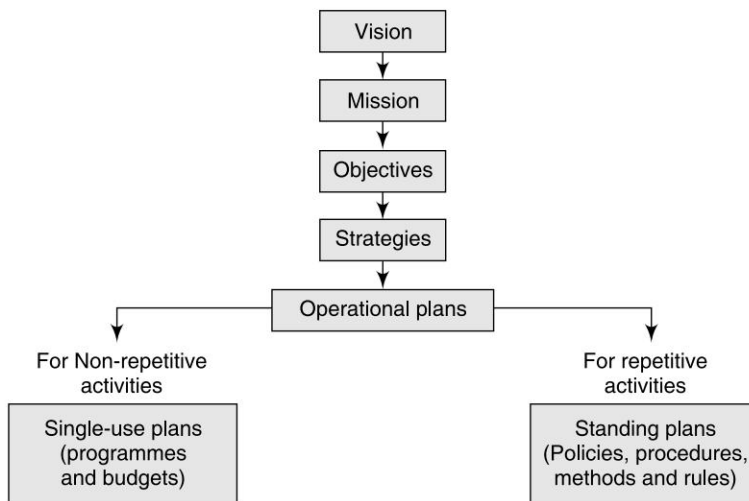 Vision
Mission
Objectives
Strategies
Operational plans
For Non-repetitive
activities
Single-use plans
(programmes
and budgets)
For repetitive
activities
Standing plans
(Policies, procedures,
methods and rules)